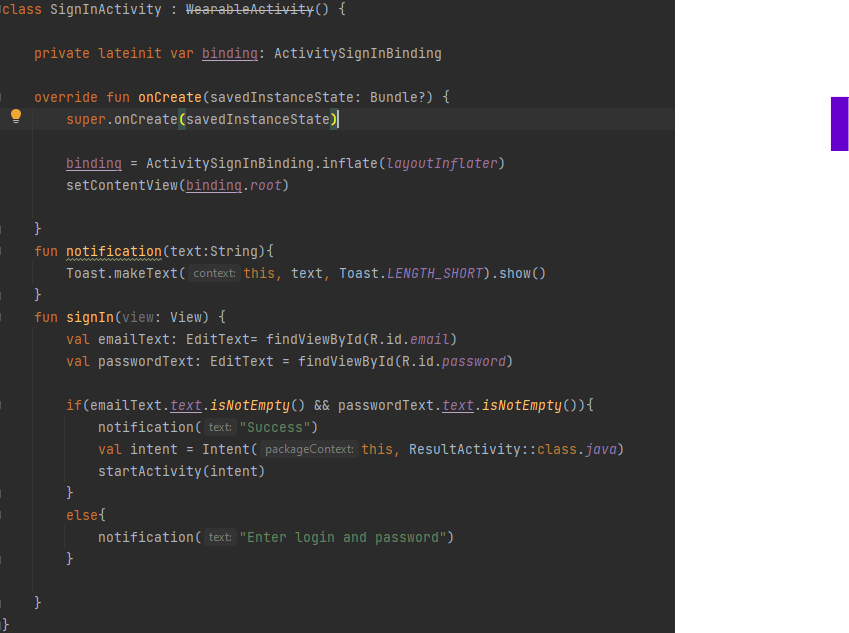 class SignInActivity : WearableActivity() {
private lateinit var binding: ActivitySignInBinding
override fun onCreate(savedInstanceState: Bundle?) {
super.onCreate(savedInstanceState)
binding = ActivitySignInBinding.inflate(layoutInflater)
setContentView(binding.root)
}
fun notification(text:String){
Toast.makeText( context: this, text, Toast.LENGTH_SHORT).show()
}
fun signIn(view: View) {
val emailText: EditText= findViewById(R.id.email)
val passwordText: EditText = findViewById(R.id.password)
if(emailText.text.isNotEmpty() && passwordText.text.isNotEmpty()){
notification( text: "Success")
val intent = Intent( packageContext: this, ResultActivity::class.java)
startActivity(intent)
}
else{
notification( text: "Enter login and password")
}
}
}